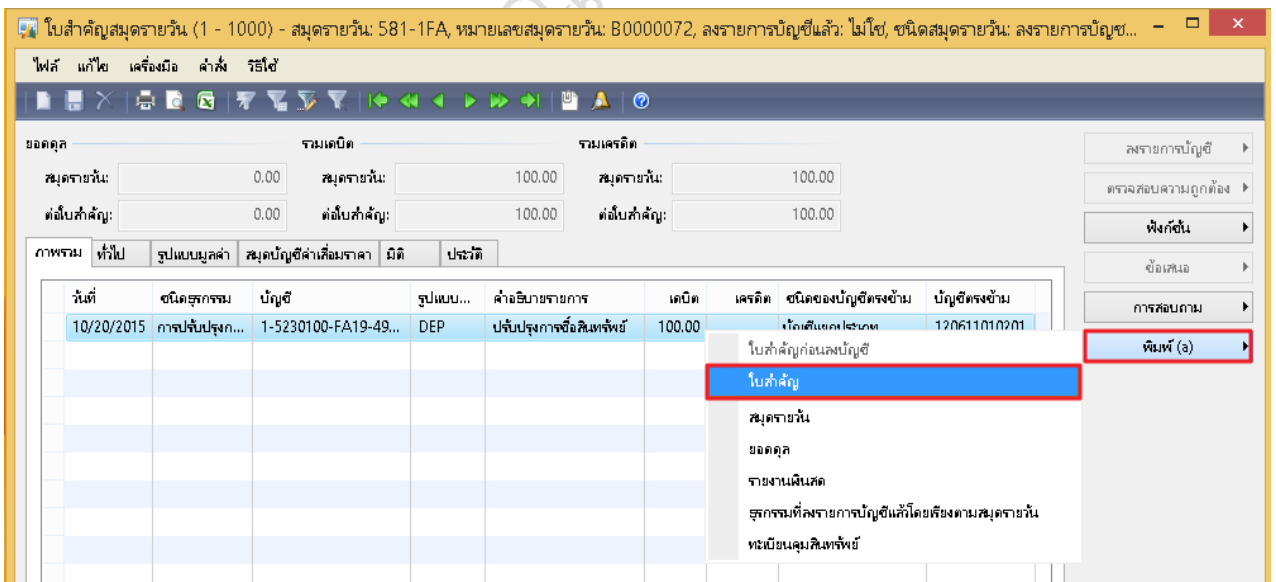 ใบสำคัญสมุดรายวัน (1 - 1000) - สมุดรายวัน: 581-1FA, หมายเลขสมุดรายวัน: B0000072, ลงรายการบัญชีแล้ว: ไม่ใช่, ชนิดสมุดรายวัน: ลงรายการบัญช...
ไฟล์ แก้ไข เครื่องมือ คำสั่ง วิธีใช้
ยอดดุล รวมเดบิต รวมเครดิต
ลงรายการบัญชี
สมุดรายวัน: 0.00 สมุดรายวัน: 100.00 สมุดรายวัน: 100.00
ตรวจสอบความถูกต้อง
ต่อใบสำคัญ: 0.00 ต่อใบสำคัญ: 100.00 ต่อใบสำคัญ: 100.00
ฟังก์ชัน
ภาพรวม ทั่วไป รูปแบบมูลค่า สมุดบัญชีค่าเสื่อมราคา มิติ ประวัติ
ข้อเสนอ
วันที่ ชนิดธุรกรรม บัญชี รูปแบบ... คำอธิบายรายการ เดบิต เครดิต ชนิดของบัญชีตรงข้าม บัญชีตรงข้าม
การสอบถาม
10/20/2015 การปรับปรุงก... 1-5230100-FA19-49... DEP ปรับปรุงการซื้อสินทรัพย์ 100.00 บัญชีแยกประเภท 120611010201
พิมพ์ (a)
ใบสำคัญก่อนลงบัญชี
ใบสำคัญ
สมุดรายวัน
ยอดดุล
รายงานเงินสด
ธุรกรรมที่ลงรายการบัญชีแล้วโดยเรียงตามสมุดรายวัน
ทะเบียนคุมสินทรัพย์